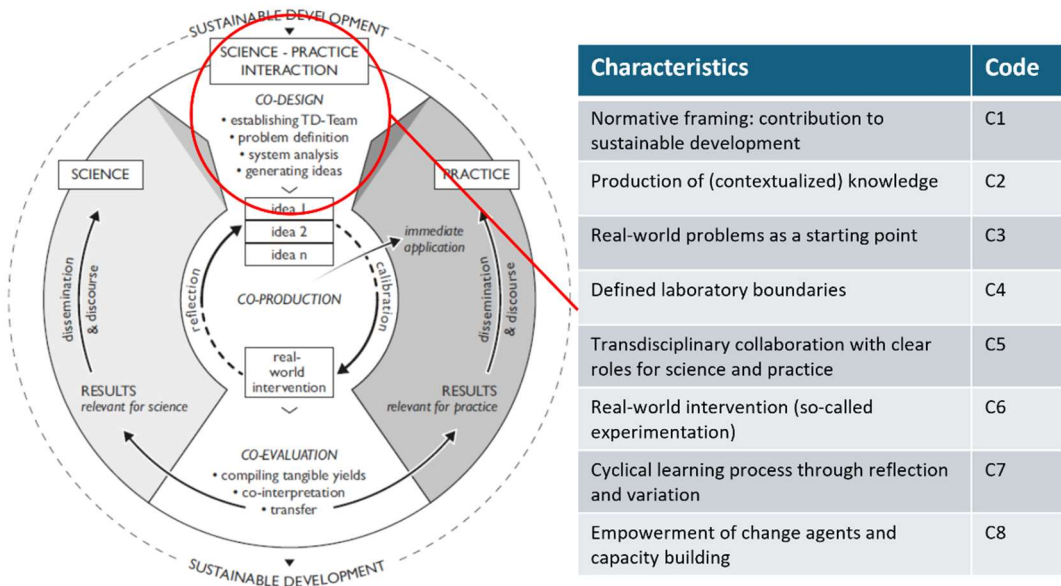 SUSTAINABLE DEVELOPMENT
SCIENCE - PRACTICE
INTERACTION
CO-DESIGN
• establishing TD-Team
• problem definition
• system analysis
• generating ideas
SCIENCE
PRACTICE
idea 1
idea 2
idea n
immediate
application
reflection
calibration
CO-PRODUCTION
dissemination
& discourse
dissemination
& discourse
real-
world
intervention
RESULTS
relevant for science
RESULTS
relevant for practice
CO-EVALUATION
• compiling tangible yields
• co-interpretation
• transfer
SUSTAINABLE DEVELOPMENT
Characteristics Code
Normative framing: contribution to C1
sustainable development
Production of (contextualized) knowledge C2
Real-world problems as a starting point C3
Defined laboratory boundaries C4
Transdisciplinary collaboration with clear C5
roles for science and practice
Real-world intervention (so-called C6
experimentation)
Cyclical learning process through reflection C7
and variation
Empowerment of change agents and C8
capacity building